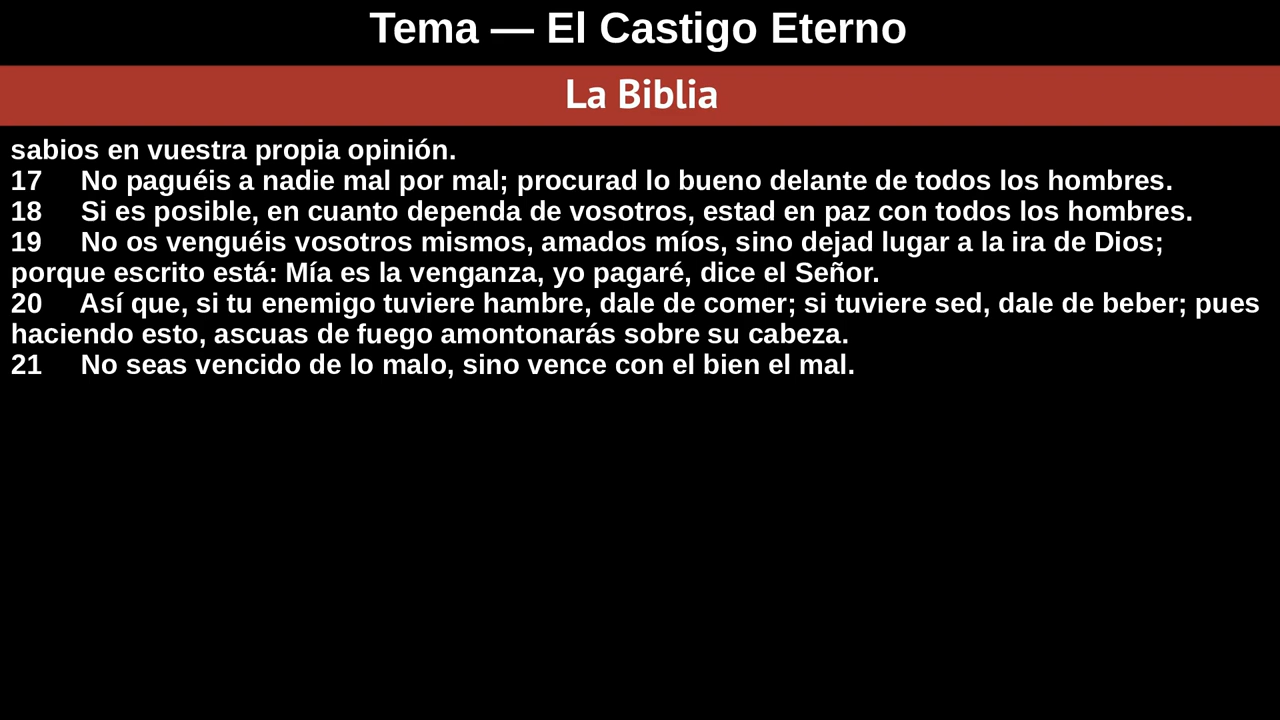 Tema — El Castigo Eterno
La Biblia
sabios en vuestra propia opinión.
17 No paguéis a nadie mal por mal; procurad lo bueno delante de todos los hombres.
18 Si es posible, en cuanto dependa de vosotros, estad en paz con todos los hombres.
19 No os venguéis vosotros mismos, amados míos, sino dejad lugar a la ira de Dios;
porque escrito está: Mía es la venganza, yo pagaré, dice el Señor.
20 Así que, si tu enemigo tuviere hambre, dale de comer; si tuviere sed, dale de beber; pues
haciendo esto, ascuas de fuego amontonarás sobre su cabeza.
21 No seas vencido de lo malo, sino vence con el bien el mal.